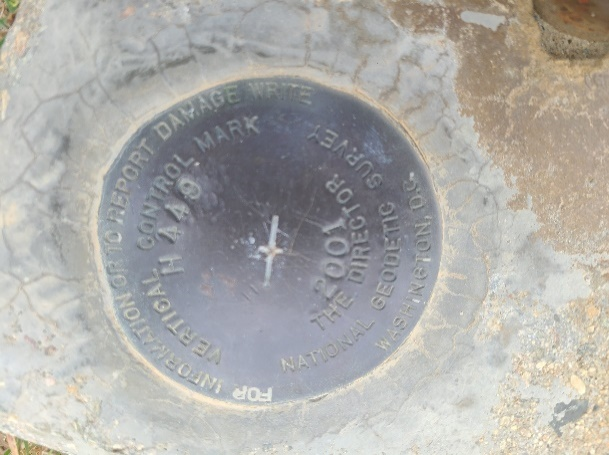 FOR INFORMATION OR TO REPORT DAMAGE WRITE
VERTICAL CONTROL MARK
H 449
2001
THE DIRECTOR
NATIONAL GEODETIC SURVEY
WASHINGTON, D.C.